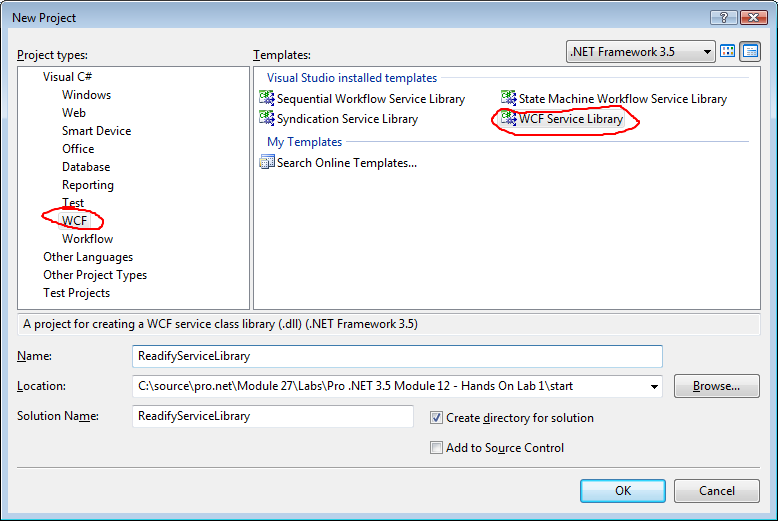 New Project
Project types:
Templates:
.NET Framework 3.5
Visual C#
Windows
Web
Smart Device
Office
Database
Reporting
Test
WCF
Workflow
Other Languages
Other Project Types
Test Projects
Visual Studio installed templates
Sequential Workflow Service Library
State Machine Workflow Service Library
Syndication Service Library
WCF Service Library
My Templates
Search Online Templates...
A project for creating a WCF service class library (.dll) (.NET Framework 3.5)
Name: ReadifyServiceLibrary
Location: C:\source\pro.net\Module 27\Labs\Pro .NET 3.5 Module 12 - Hands On Lab 1\start Browse...
Solution Name: ReadifyServiceLibrary Create directory for solution
Add to Source Control
OK Cancel